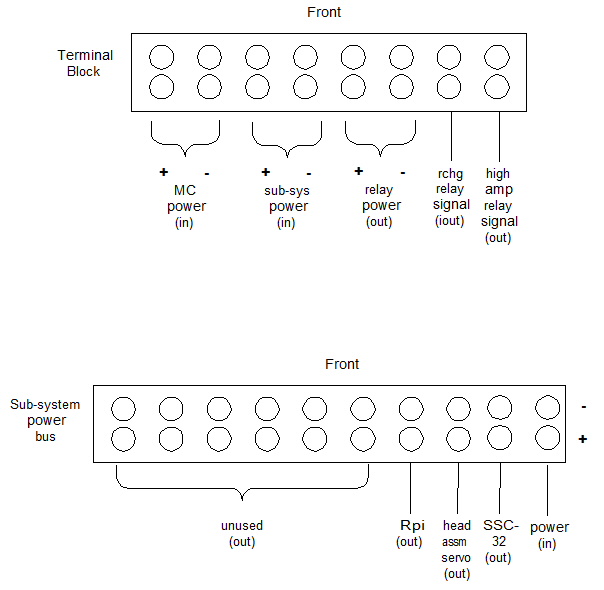 Front
Terminal
Block
+ - + - + -
MC
power
(in)
sub-sys
power
(in)
relay
power
(out)
rchg
relay
signal
(iout)
high
amp
relay
signal
(out)
Front
Sub-system
power
bus
-
+
unused
(out)
Rpi
(out)
head
assm
servo
(out)
SSC-
32
(out)
power
(in)